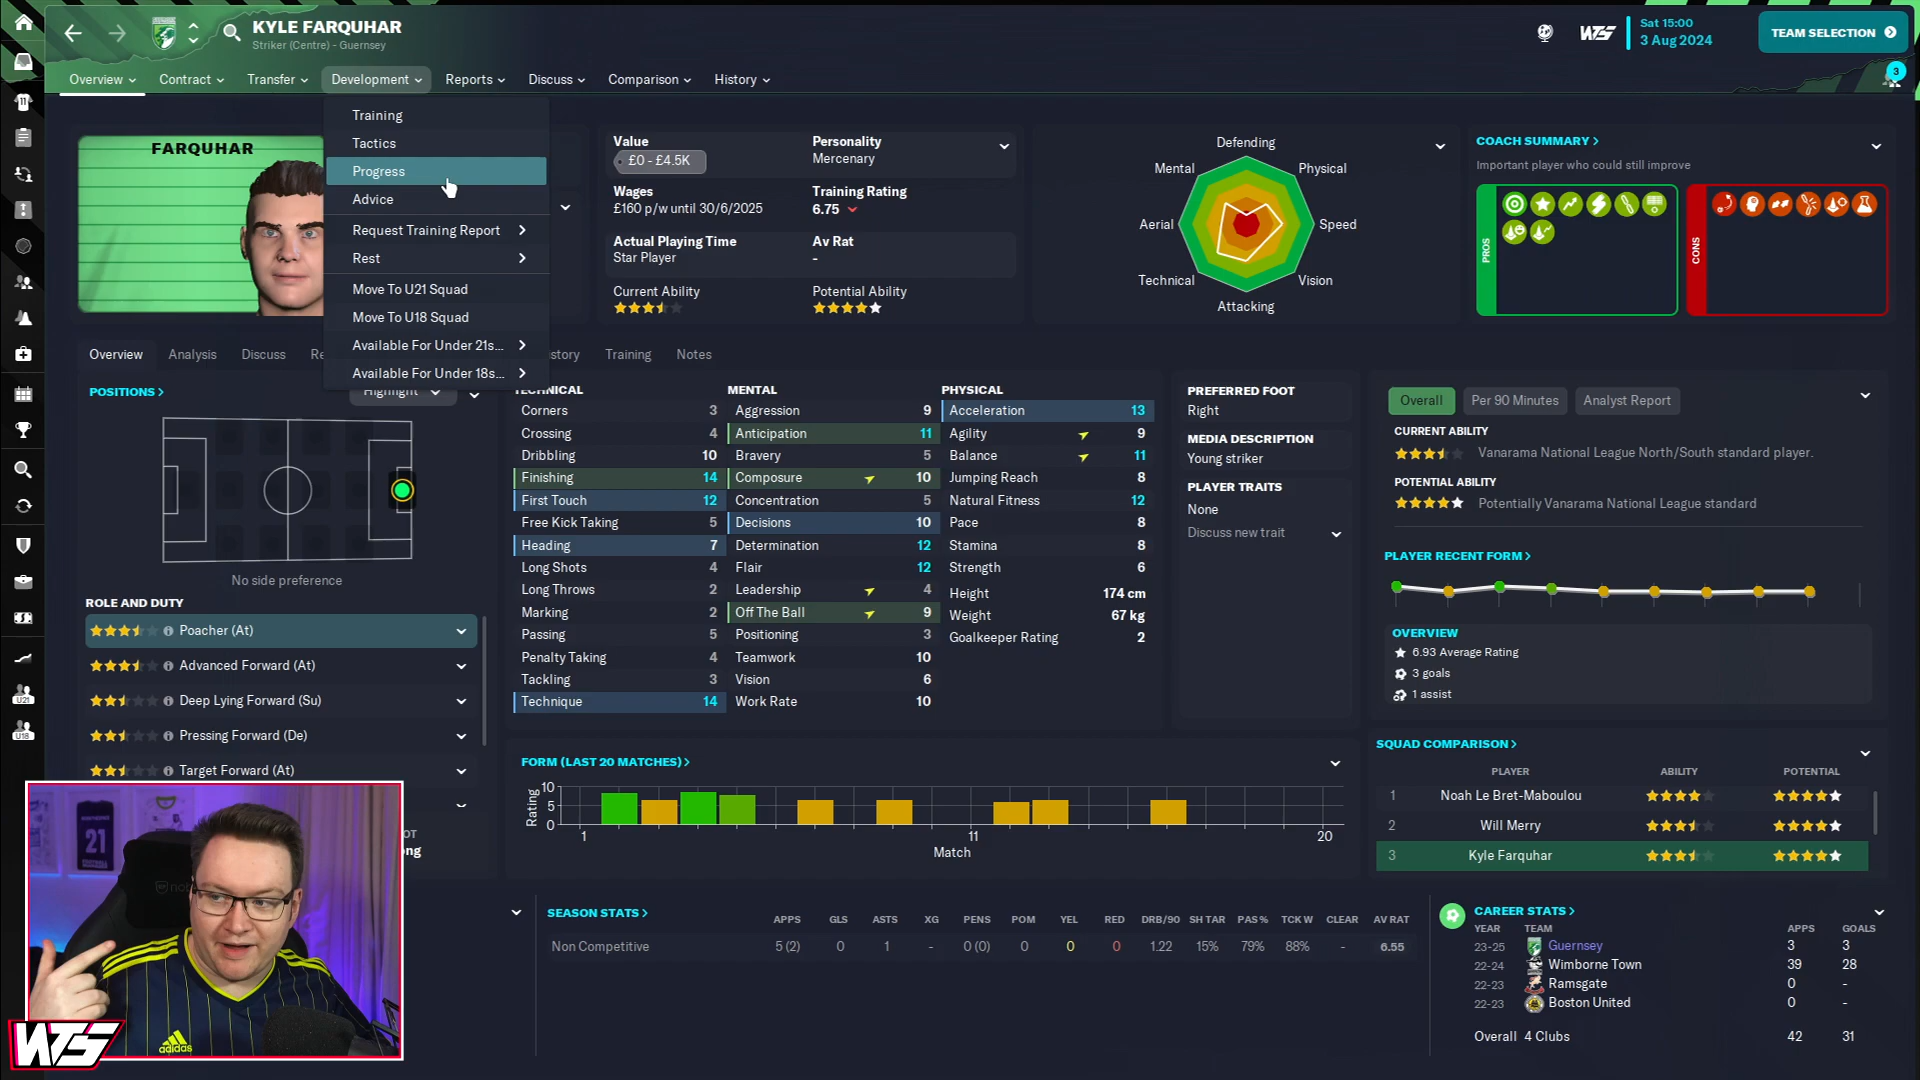 KYLE FARQUHAR
Striker (Centre) - Guernsey
WTS
Sat 15:00
3 Aug 2024
TEAM SELECTION
Overview
Contract
Transfer
Development
Reports
Discuss
Comparison
History
3
Training
Tactics
Progress
Advice
Request Training Report
Rest
Move To U21 Squad
Move To U18 Squad
Available For Under 21s...
Available For Under 18s...
FARQUHAR
Value
£0 - £4.5K
Personality
Mercenary
Wages
£160 p/w until 30/6/2025
Training Rating
6.75
Actual Playing Time
Star Player
Av Rat
-
Current Ability
Potential Ability
Defending
Physical
Speed
Vision
Attacking
Technical
Aerial
Mental
COACH SUMMARY >
Important player who could still improve
PROS
CONS
Overview
Analysis
Discuss
Re
story
Training
Notes
POSITIONS >
Highlight
No side preference
ROLE AND DUTY
Poacher (At)
Advanced Forward (At)
Deep Lying Forward (Su)
Pressing Forward (De)
Target Forward (At)
OT
ong
TECHNICAL
Corners 3
Crossing 4
Dribbling 10
Finishing 14
First Touch 12
Free Kick Taking 5
Heading 7
Long Shots 4
Long Throws 2
Marking 2
Passing 5
Penalty Taking 4
Tackling 3
Technique 14
MENTAL
Aggression 9
Anticipation 11
Bravery 5
Composure 10
Concentration 5
Decisions 10
Determination 12
Flair 12
Leadership 4
Off The Ball 9
Positioning 3
Teamwork 10
Vision 6
Work Rate 10
PHYSICAL
Acceleration 13
Agility 9
Balance 11
Jumping Reach 8
Natural Fitness 12
Pace 8
Stamina 8
Strength 6
Height 174 cm
Weight 67 kg
Goalkeeper Rating 2
PREFERRED FOOT
Right
MEDIA DESCRIPTION
Young striker
PLAYER TRAITS
None
Discuss new trait
Overall
Per 90 Minutes
Analyst Report
CURRENT ABILITY
Vanarama National League North/South standard player.
POTENTIAL ABILITY
Potentially Vanarama National League standard
PLAYER RECENT FORM >
OVERVIEW
6.93 Average Rating
3 goals
1 assist
FORM (LAST 20 MATCHES) >
Rating
10
5
0
1
11
20
Match
SQUAD COMPARISON >
PLAYER ABILITY POTENTIAL
1 Noah Le Bret-Maboulou
2 Will Merry
3 Kyle Farquhar
SEASON STATS >
APPS GLS ASTS XG PENS POM YEL RED DRB/90 SH TAR PAS % TCK W CLEAR AV RAT
Non Competitive 5 (2) 0 1 - 0 (0) 0 0 0 1.22 15% 79% 88% - 6.55
CAREER STATS >
YEAR TEAM APPS GOALS
23-25 Guernsey 3 3
22-24 Wimborne Town 39 28
22-23 Ramsgate 0 -
22-23 Boston United 0 -
Overall 4 Clubs 42 31
11
U21
U18
21
adidas
WTS